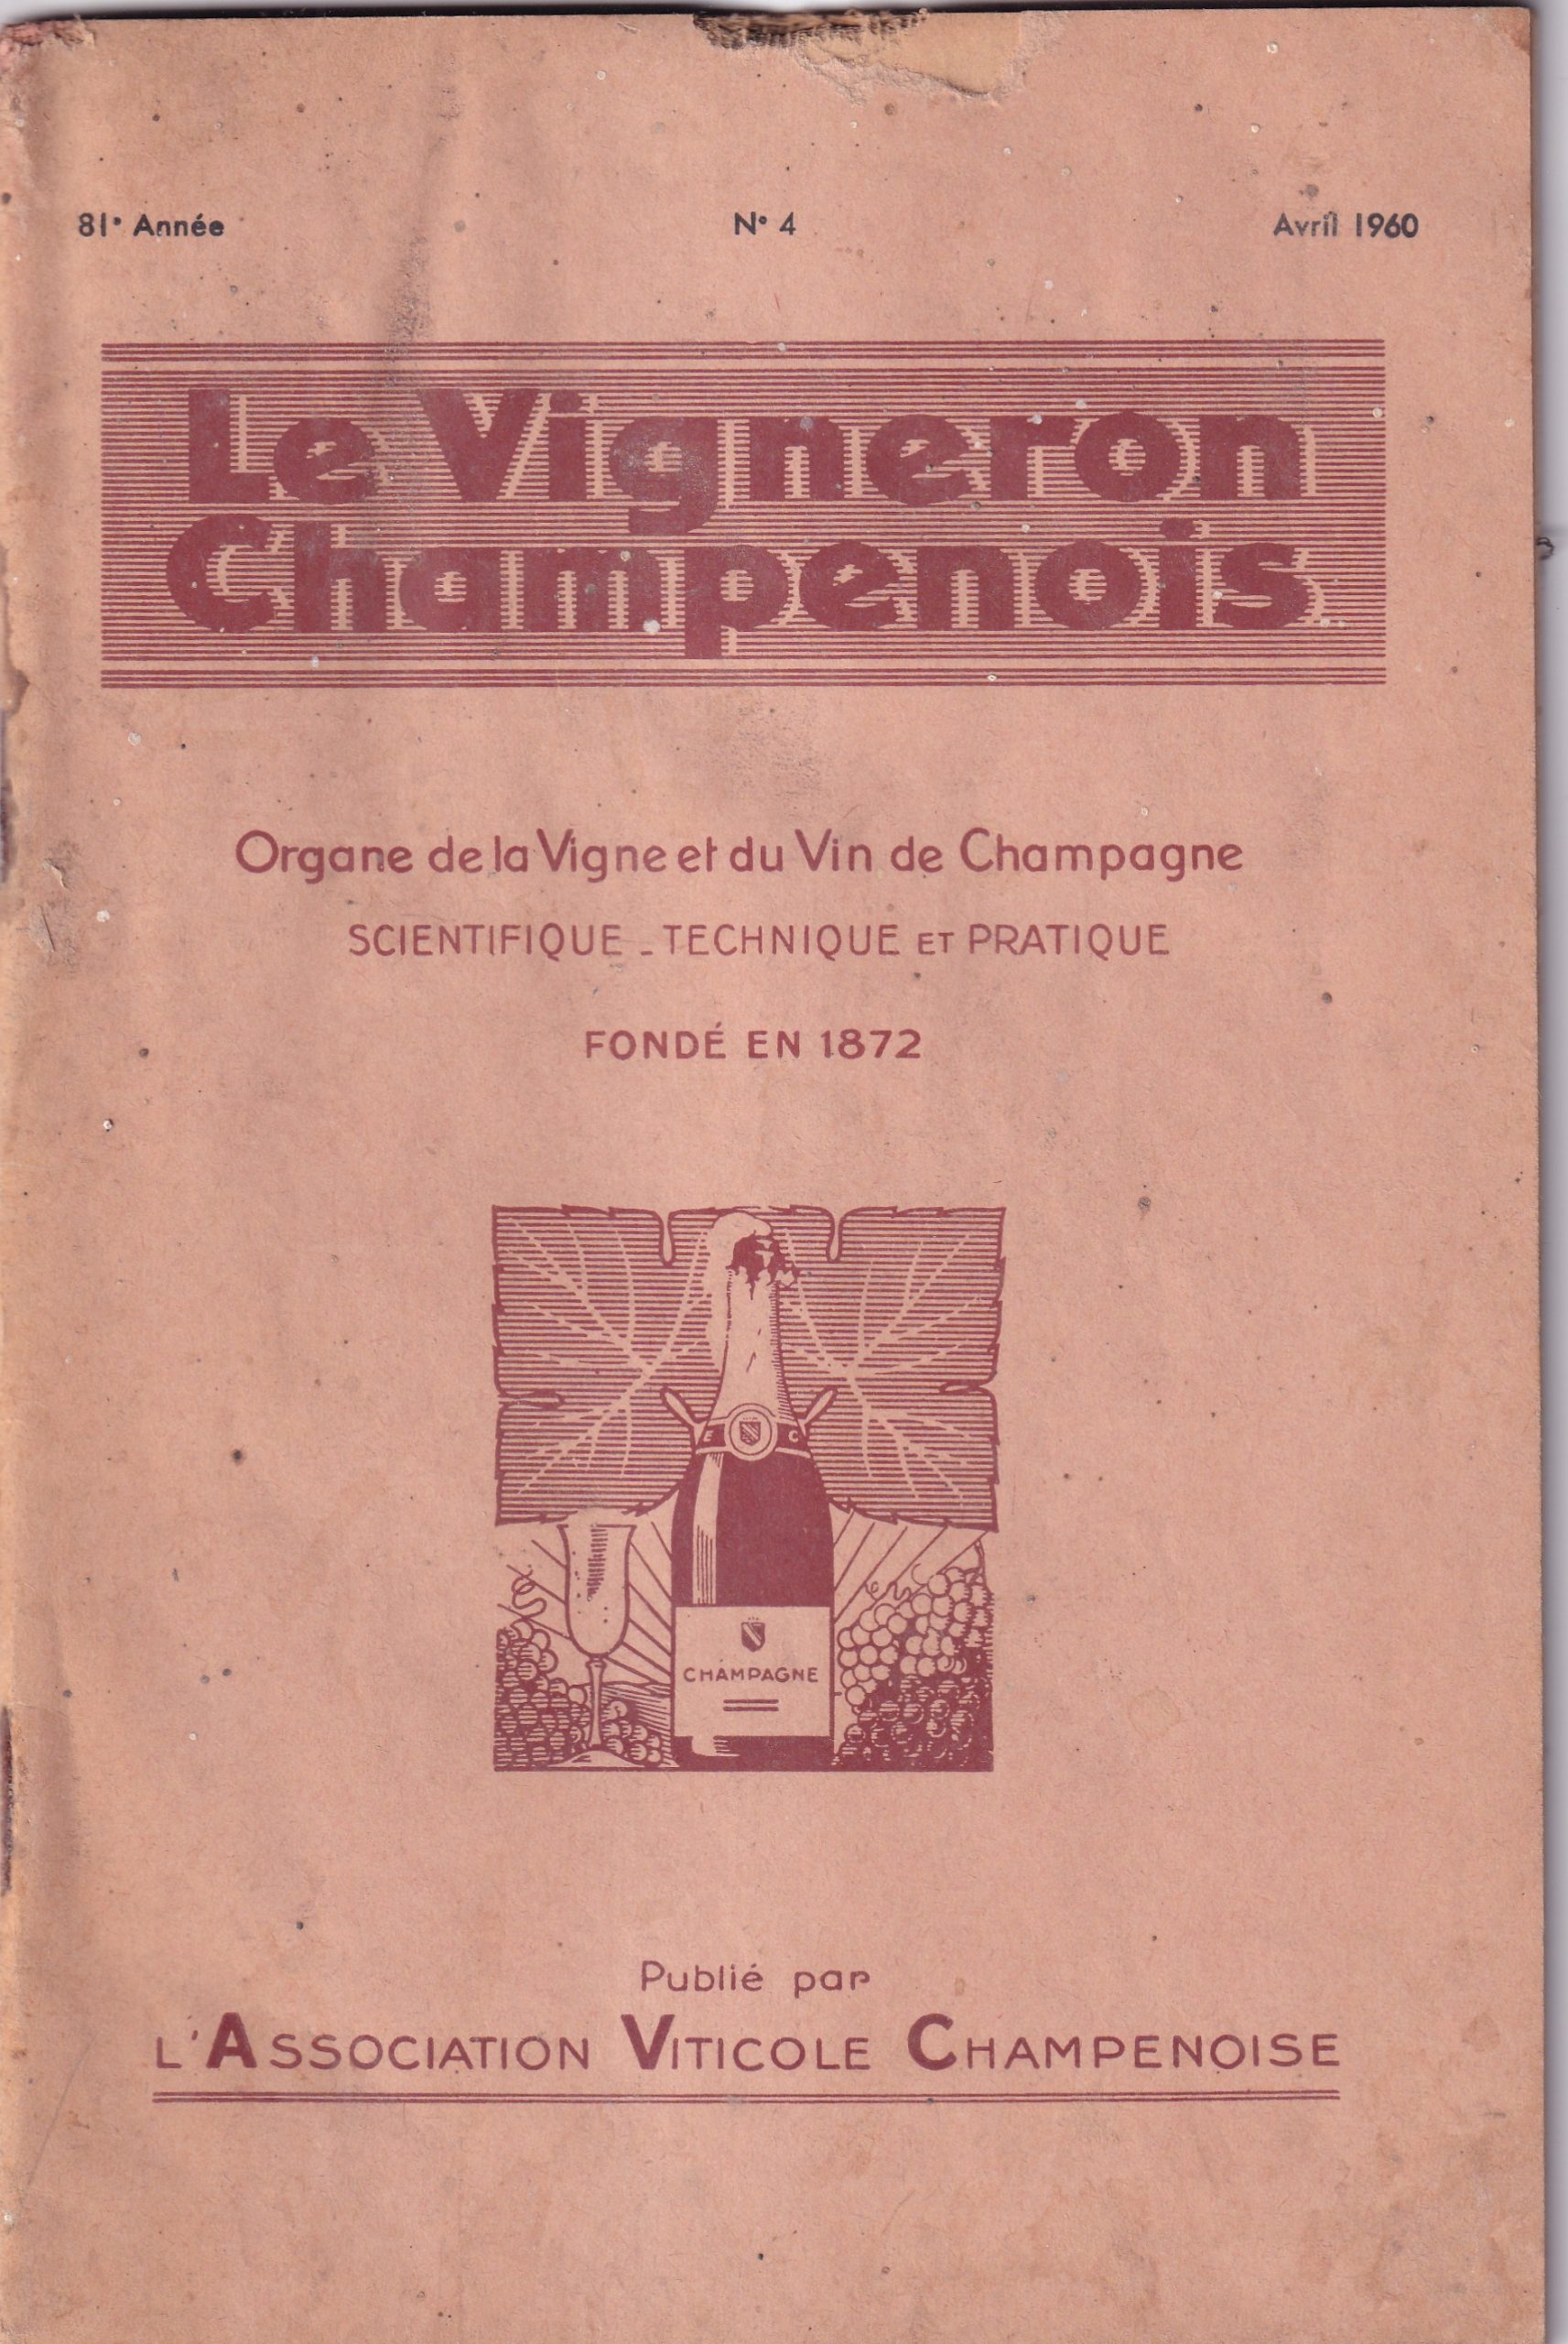 81e Année N° 4 Avril 1960
Le Vigneron
Champenois
Organe de la Vigne et du Vin de Champagne
SCIENTIFIQUE - TECHNIQUE ET PRATIQUE
FONDÉ EN 1872
E C
CHAMPAGNE
Publié par
L'ASSOCIATION VITICOLE CHAMPENOISE